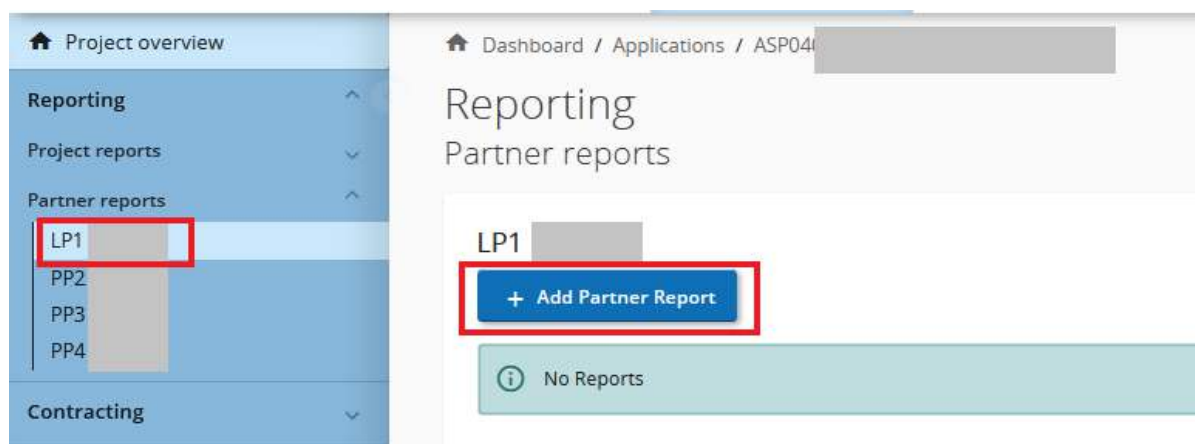 Project overview
Reporting
Project reports
Partner reports
LP1
PP2
PP3
PP4
Contracting
Dashboard / Applications / ASP04
Reporting
Partner reports
LP1
+ Add Partner Report
No Reports